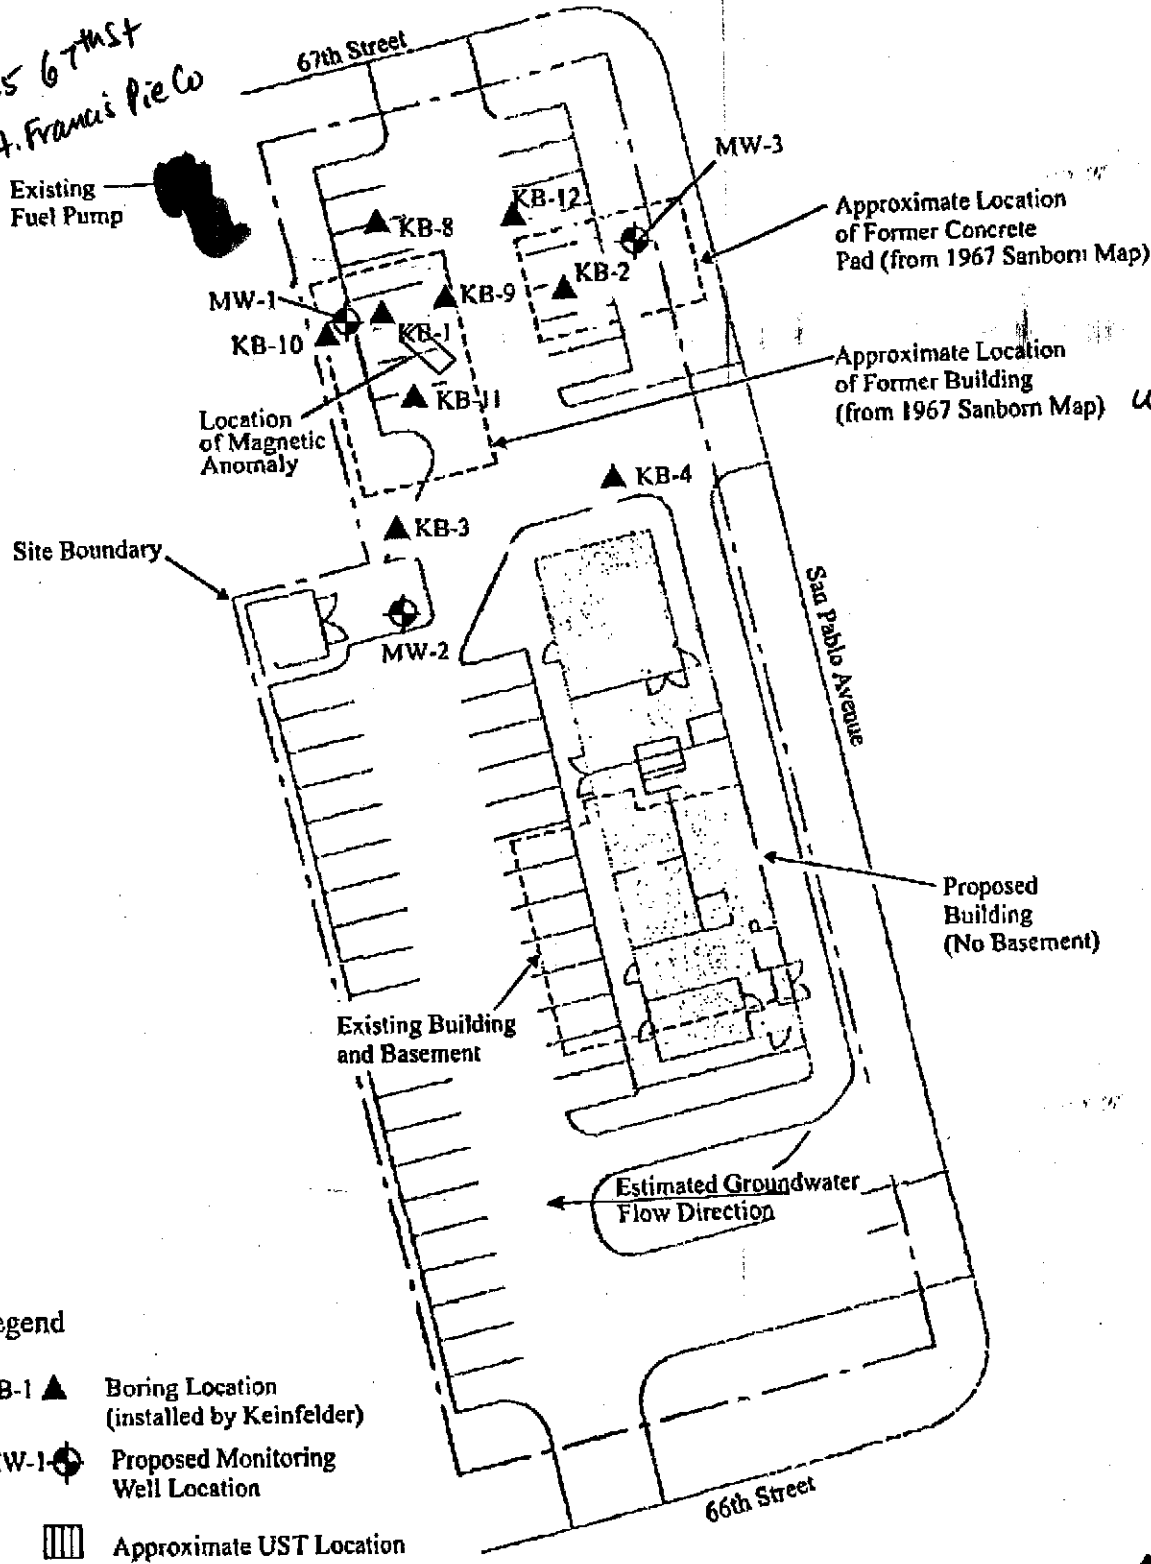 67th St
Francis Pie Co
67th Street
Existing
Fuel Pump
MW-3
KB-12
KB-8
Approximate Location
of Former Concrete
Pad (from 1967 Sanborn Map)
KB-2
MW-1
KB-9
KB-1
KB-10
Approximate Location
of Former Building
(from 1967 Sanborn Map)
KB-11
Location
of Magnetic
Anomaly
KB-4
KB-3
Site Boundary
San Pablo Avenue
MW-2
Proposed
Building
(No Basement)
Existing Building
and Basement
Estimated Groundwater
Flow Direction
egend
B-1 Boring Location
(installed by Keinfelder)
W-1 Proposed Monitoring
Well Location
Approximate UST Location
66th Street